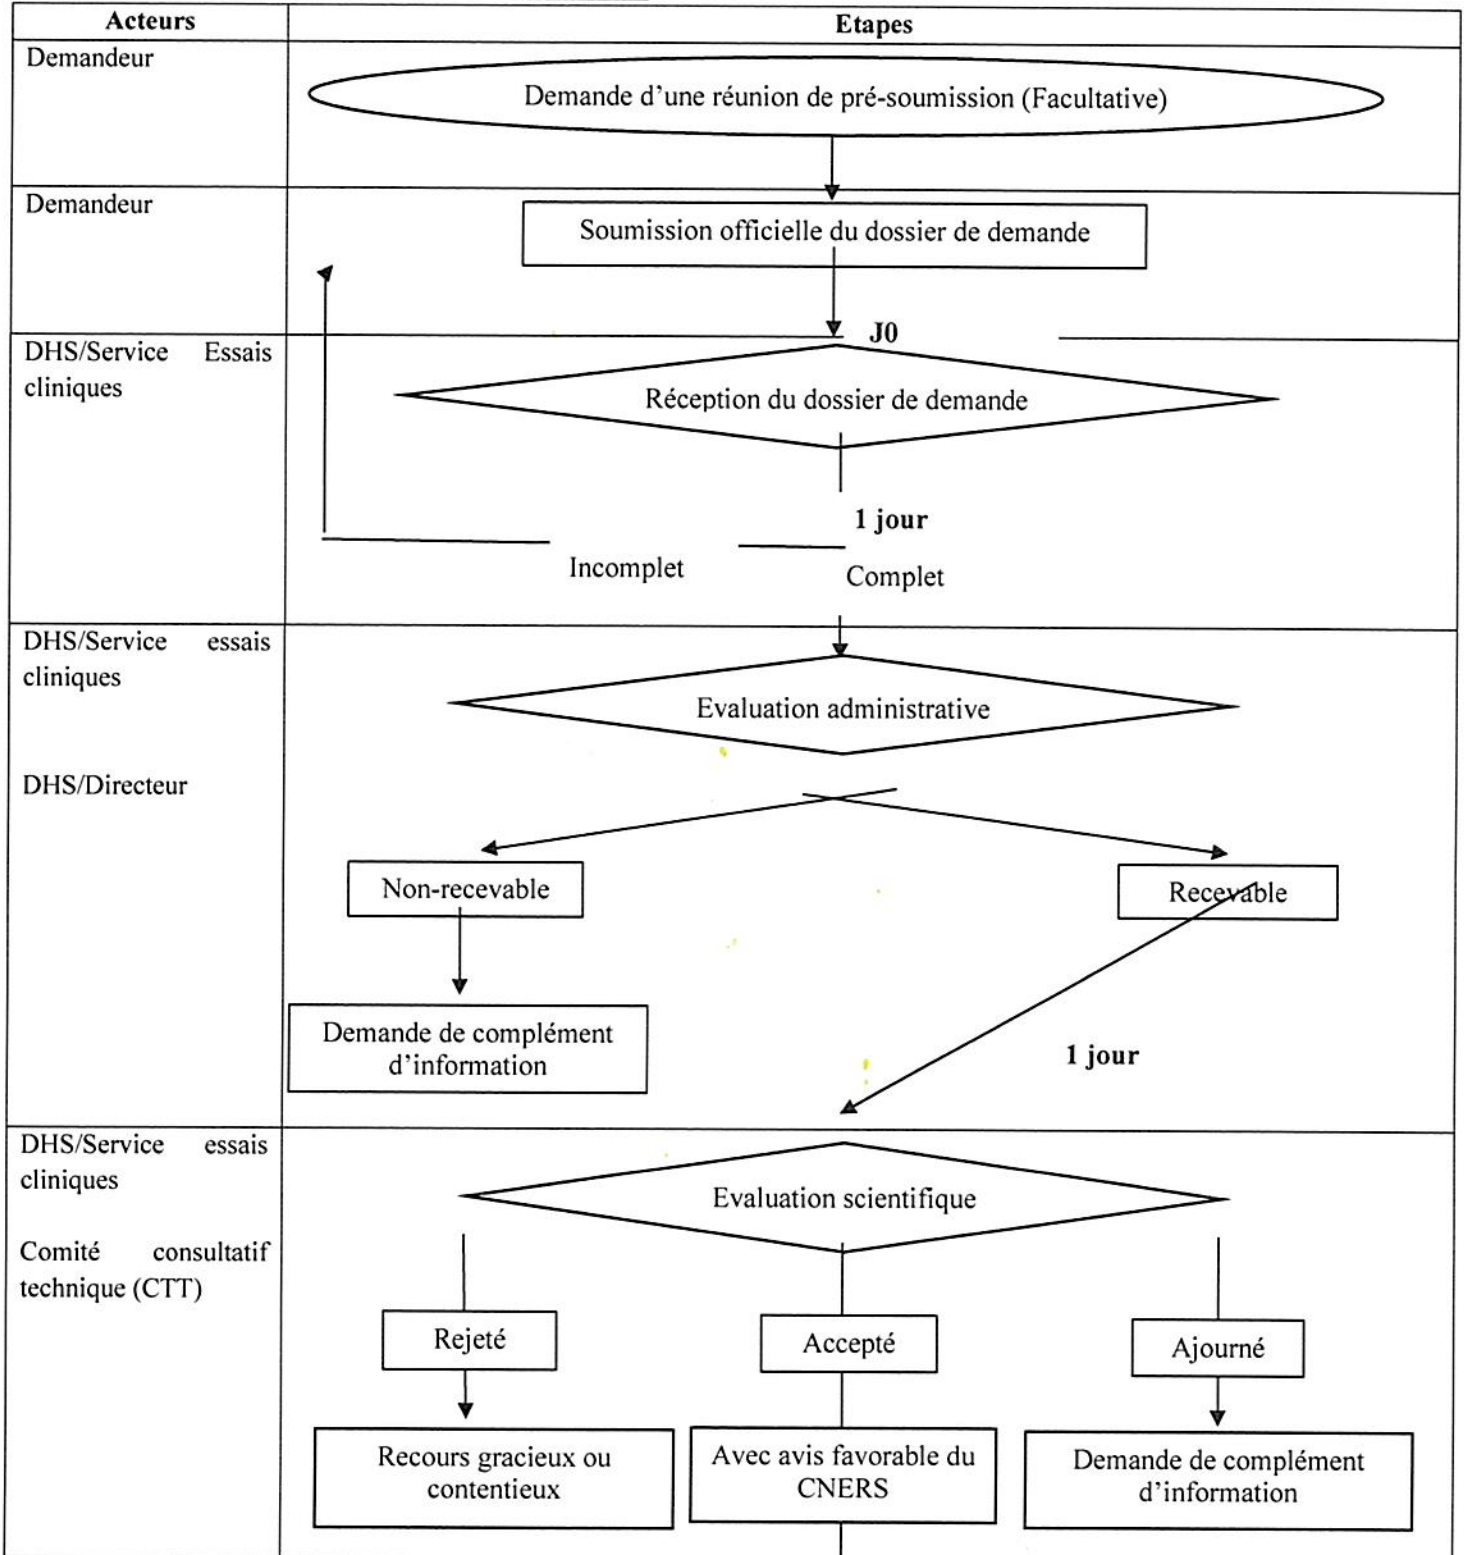 Acteurs
Etapes
Demandeur
Demande d’une réunion de pré-soumission (Facultative)
Demandeur
Soumission officielle du dossier de demande
J0
DHS/Service Essais
cliniques
Réception du dossier de demande
1 jour
Incomplet
Complet
DHS/Service essais
cliniques
Evaluation administrative
DHS/Directeur
Non-recevable
Recevable
Demande de complément
d’information
1 jour
DHS/Service essais
cliniques
Evaluation scientifique
Comité consultatif
technique (CTT)
Rejeté
Accepté
Ajourné
Recours gracieux ou
contentieux
Avec avis favorable du
CNERS
Demande de complément
d’information